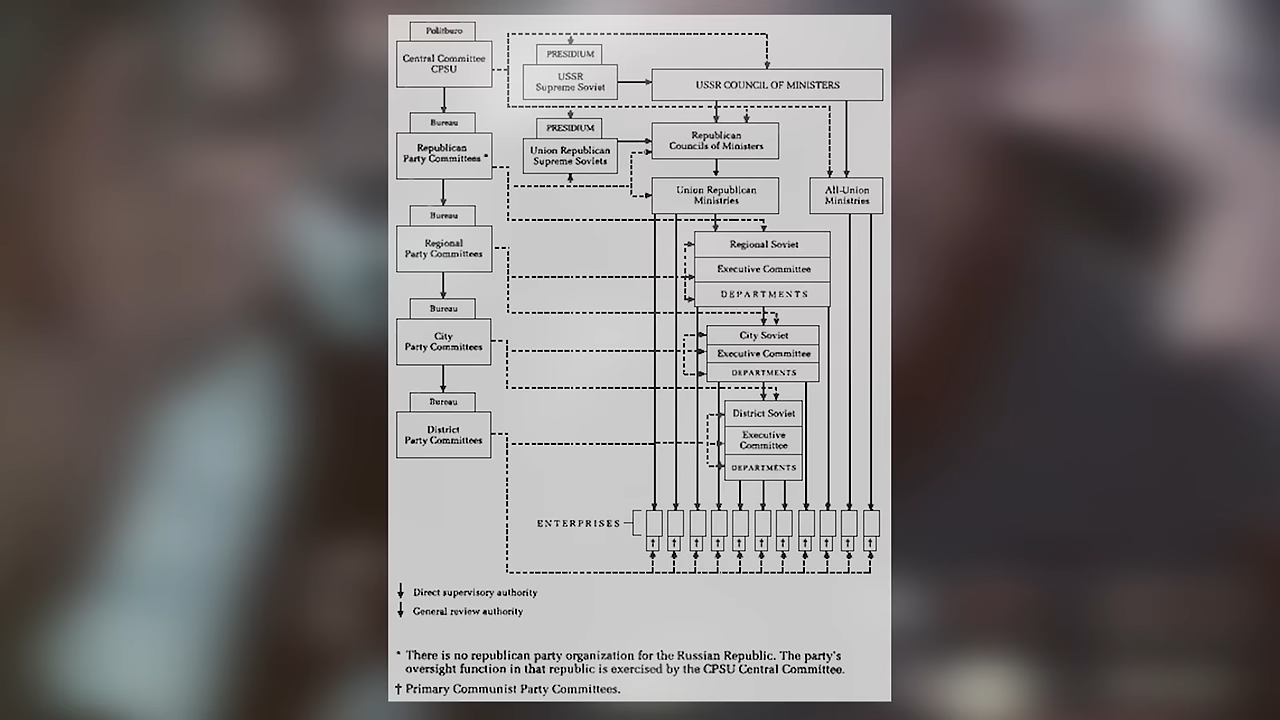 Politburo
Central Committee
CPSU
PRESIDIUM
USSR
Supreme Soviet
USSR COUNCIL OF MINISTERS
Bureau
Republican
Party Committees *
PRESIDIUM
Union Republican
Supreme Soviets
Republican
Councils of Ministers
Union Republican
Ministries
All-Union
Ministries
Bureau
Regional
Party Committees
Regional Soviet
Executive Committee
DEPARTMENTS
Bureau
City
Party Committees
City Soviet
Executive Committee
DEPARTMENTS
Bureau
District
Party Committees
District Soviet
Executive
Committee
DEPARTMENTS
ENTERPRISES
† † † † † † † † † † †
Direct supervisory authority
General review authority
* There is no republican party organization for the Russian Republic. The party's
oversight function in that republic is exercised by the CPSU Central Committee.
† Primary Communist Party Committees.